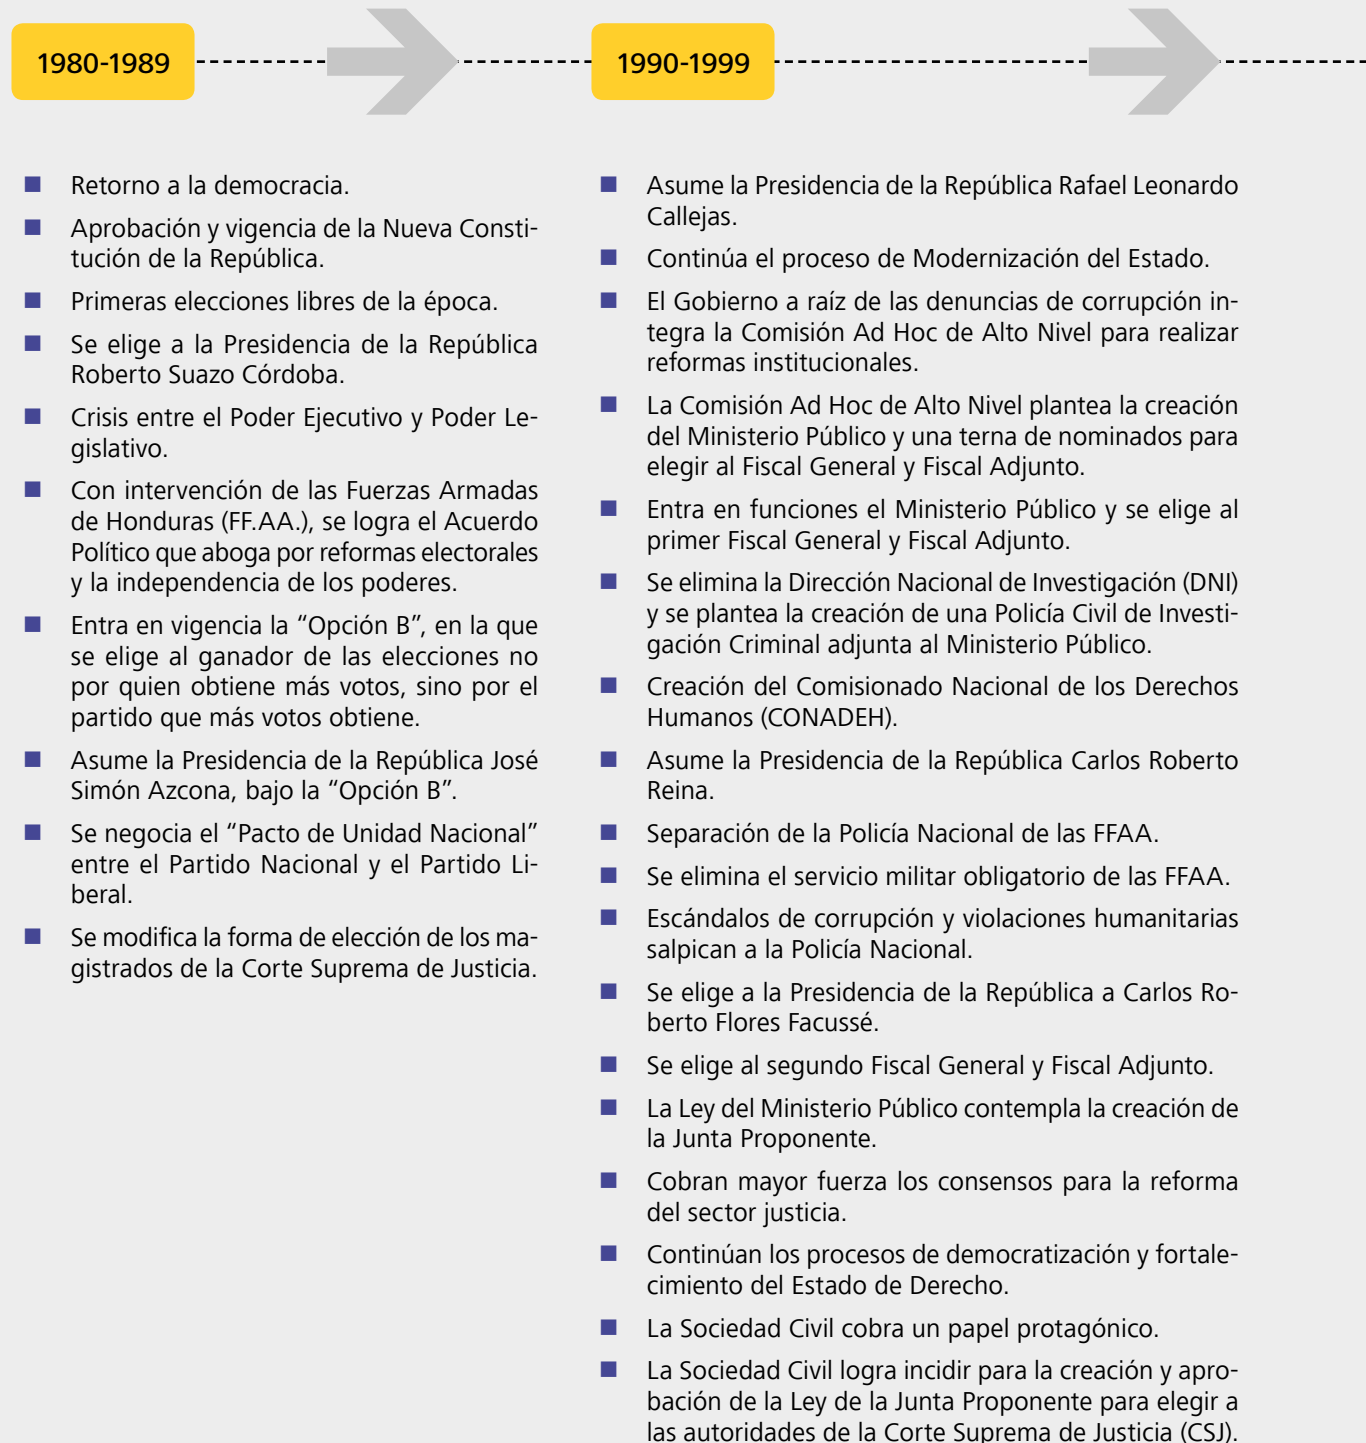 1980-1989
Retorno a la democracia.
Aprobación y vigencia de la Nueva Consti-
tución de la República.
Primeras elecciones libres de la época.
Se elige a la Presidencia de la República
Roberto Suazo Córdoba.
Crisis entre el Poder Ejecutivo y Poder Le-
gislativo.
Con intervención de las Fuerzas Armadas
de Honduras (FF.AA.), se logra el Acuerdo
Político que aboga por reformas electorales
y la independencia de los poderes.
Entra en vigencia la “Opción B”, en la que
se elige al ganador de las elecciones no
por quien obtiene más votos, sino por el
partido que más votos obtiene.
Asume la Presidencia de la República José
Simón Azcona, bajo la “Opción B”.
Se negocia el “Pacto de Unidad Nacional”
entre el Partido Nacional y el Partido Li-
beral.
Se modifica la forma de elección de los ma-
gistrados de la Corte Suprema de Justicia.
1990-1999
Asume la Presidencia de la República Rafael Leonardo
Callejas.
Continúa el proceso de Modernización del Estado.
El Gobierno a raíz de las denuncias de corrupción in-
tegra la Comisión Ad Hoc de Alto Nivel para realizar
reformas institucionales.
La Comisión Ad Hoc de Alto Nivel plantea la creación
del Ministerio Público y una terna de nominados para
elegir al Fiscal General y Fiscal Adjunto.
Entra en funciones el Ministerio Público y se elige al
primer Fiscal General y Fiscal Adjunto.
Se elimina la Dirección Nacional de Investigación (DNI)
y se plantea la creación de una Policía Civil de Investi-
gación Criminal adjunta al Ministerio Público.
Creación del Comisionado Nacional de los Derechos
Humanos (CONADEH).
Asume la Presidencia de la República Carlos Roberto
Reina.
Separación de la Policía Nacional de las FFAA.
Se elimina el servicio militar obligatorio de las FFAA.
Escándalos de corrupción y violaciones humanitarias
salpican a la Policía Nacional.
Se elige a la Presidencia de la República a Carlos Ro-
berto Flores Facussé.
Se elige al segundo Fiscal General y Fiscal Adjunto.
La Ley del Ministerio Público contempla la creación de
la Junta Proponente.
Cobran mayor fuerza los consensos para la reforma
del sector justicia.
Continúan los procesos de democratización y fortale-
cimiento del Estado de Derecho.
La Sociedad Civil cobra un papel protagónico.
La Sociedad Civil logra incidir para la creación y apro-
bación de la Ley de la Junta Proponente para elegir a
las autoridades de la Corte Suprema de Justicia (CSJ).